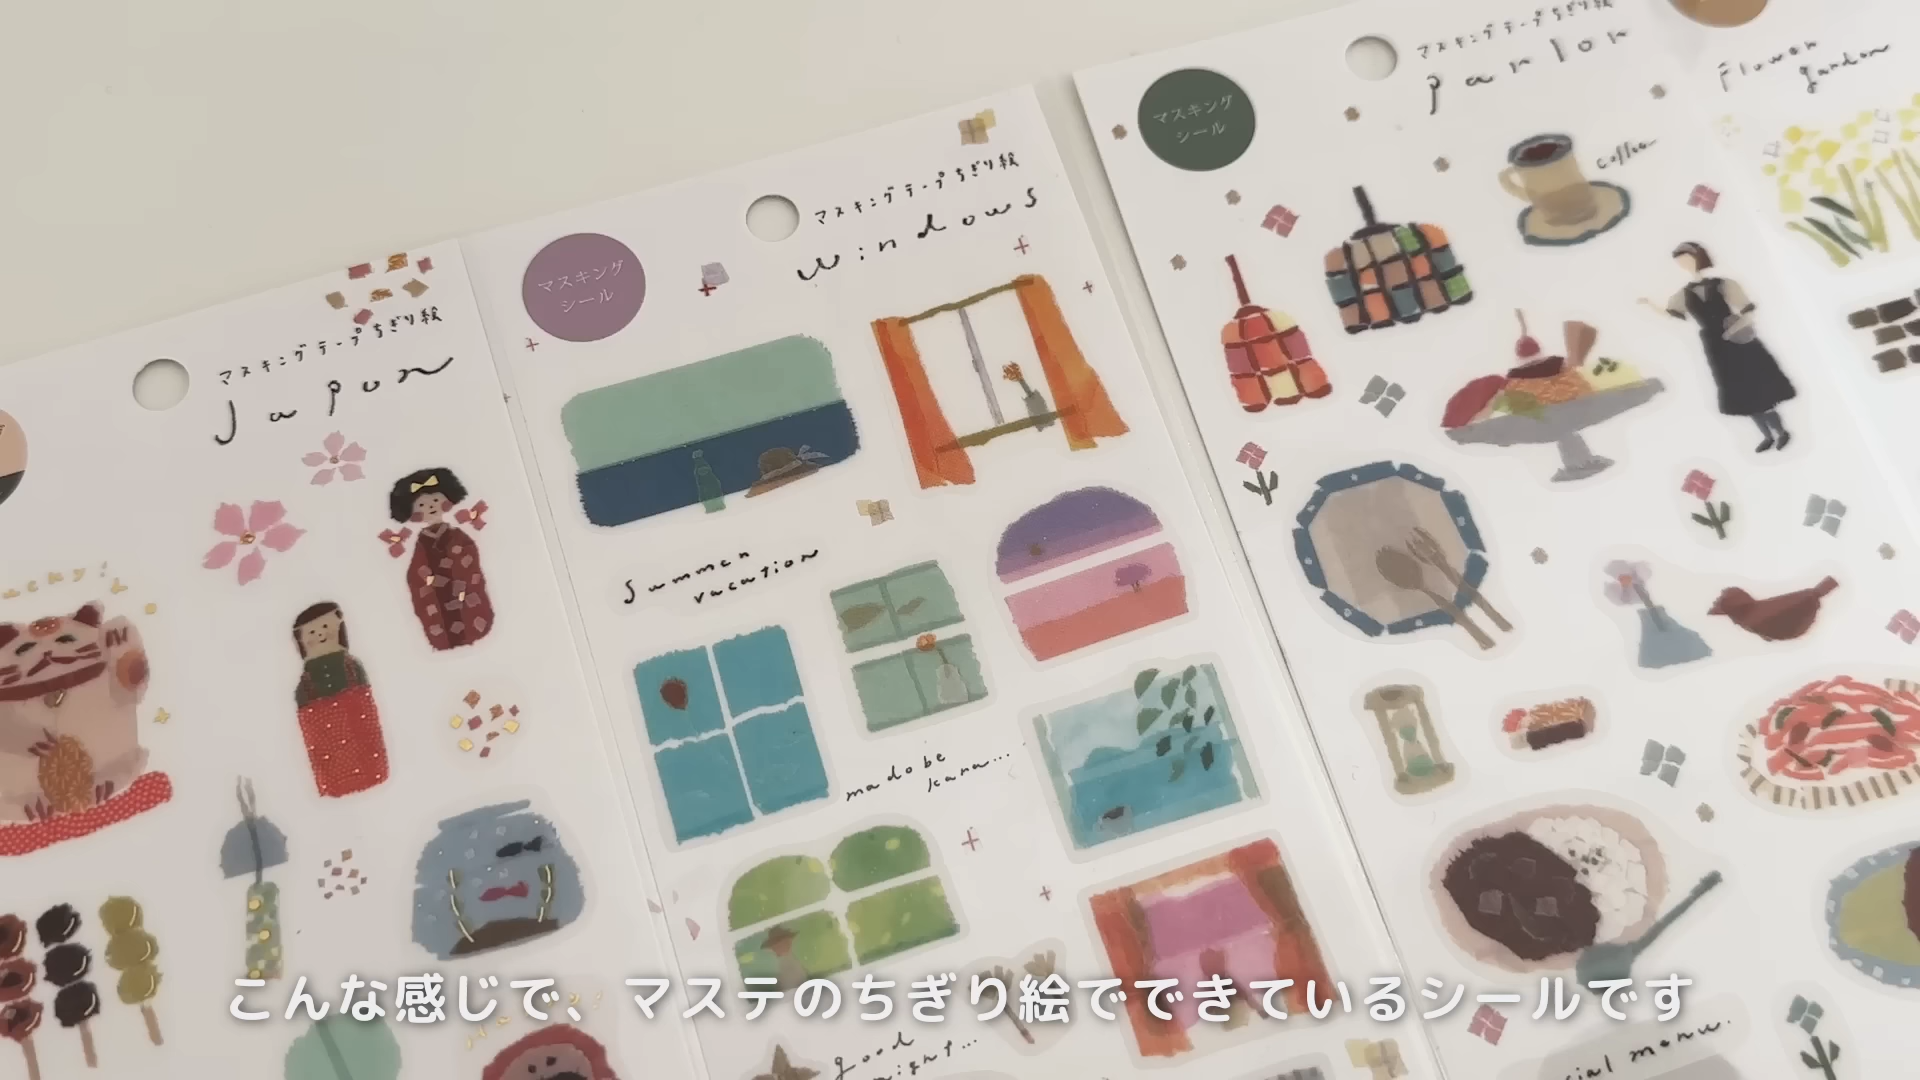 マスキングテープちぎり絵
Japon
マスキング
シール
マスキングテープちぎり絵
windows
summer
vacation
madobe
kara...
good
night...
マスキング
シール
マスキングテープちぎり絵
parlor
coffee
menu.
Flower
garden
こんな感じで、マステのちぎり絵でできているシールです